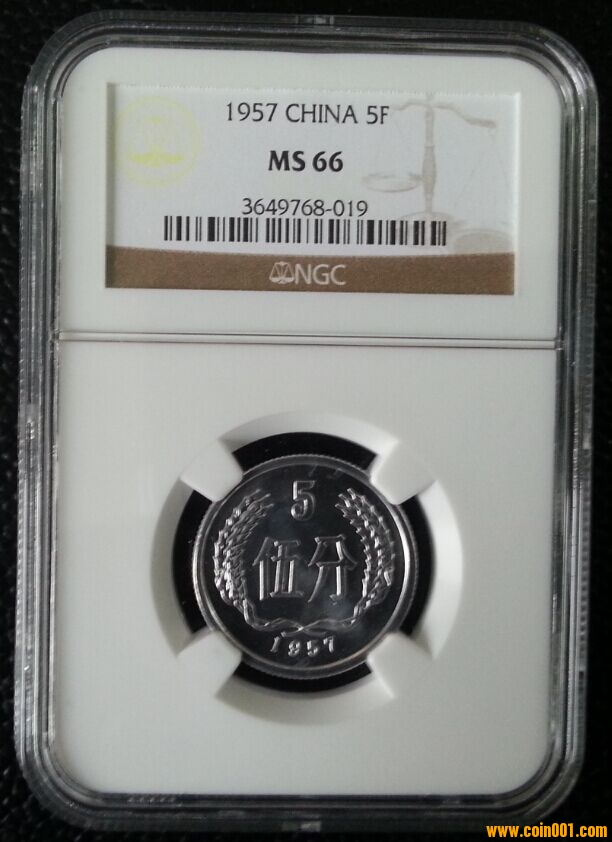 1957 CHINA 5F
MS 66
3649768-019
NGC
5
伍分
1957
www.coin001.com